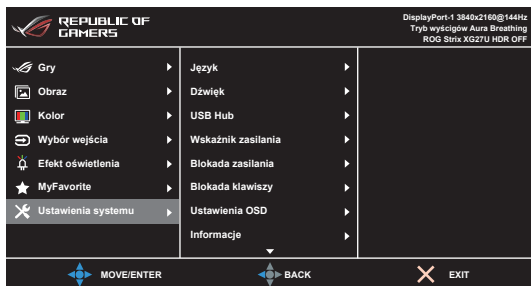 REPUBLIC OF
GAMERS
DisplayPort-1 3840x2160@144Hz
Tryb wyścigów Aura Breathing
ROG Strix XG27U HDR OFF
Gry
Obraz
Kolor
Wybór wejścia
Efekt oświetlenia
MyFavorite
Ustawienia systemu
Język
Dźwięk
USB Hub
Wskaźnik zasilania
Blokada zasilania
Blokada klawiszy
Ustawienia OSD
Informacje
MOVE/ENTER
BACK
EXIT